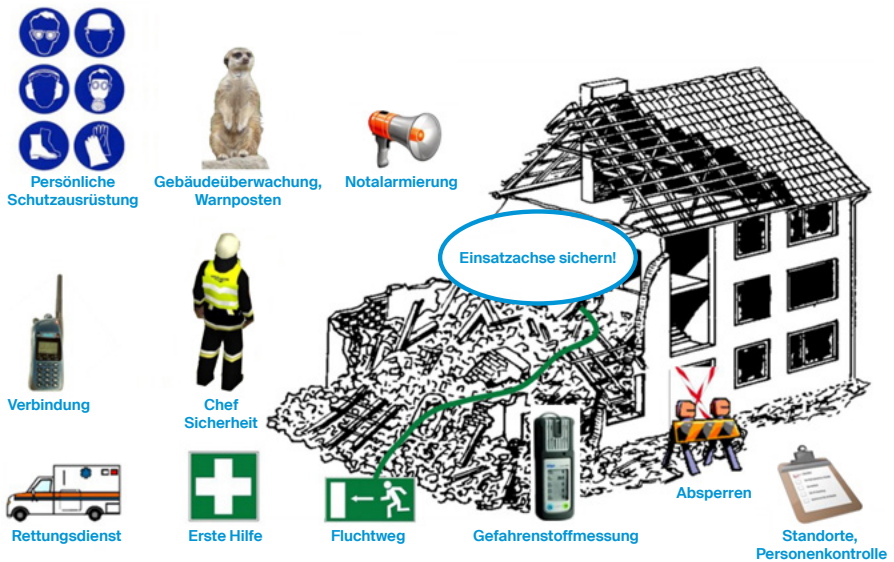 Persönliche
Schutzausrüstung
Gebäudeüberwachung,
Warnposten
Notalarmierung
Einsatzachse sichern!
Verbindung
Chef
Sicherheit
Absperren
Rettungsdienst
Erste Hilfe
Fluchtweg
Gefahrenstoffmessung
Standorte,
Personenkontrolle